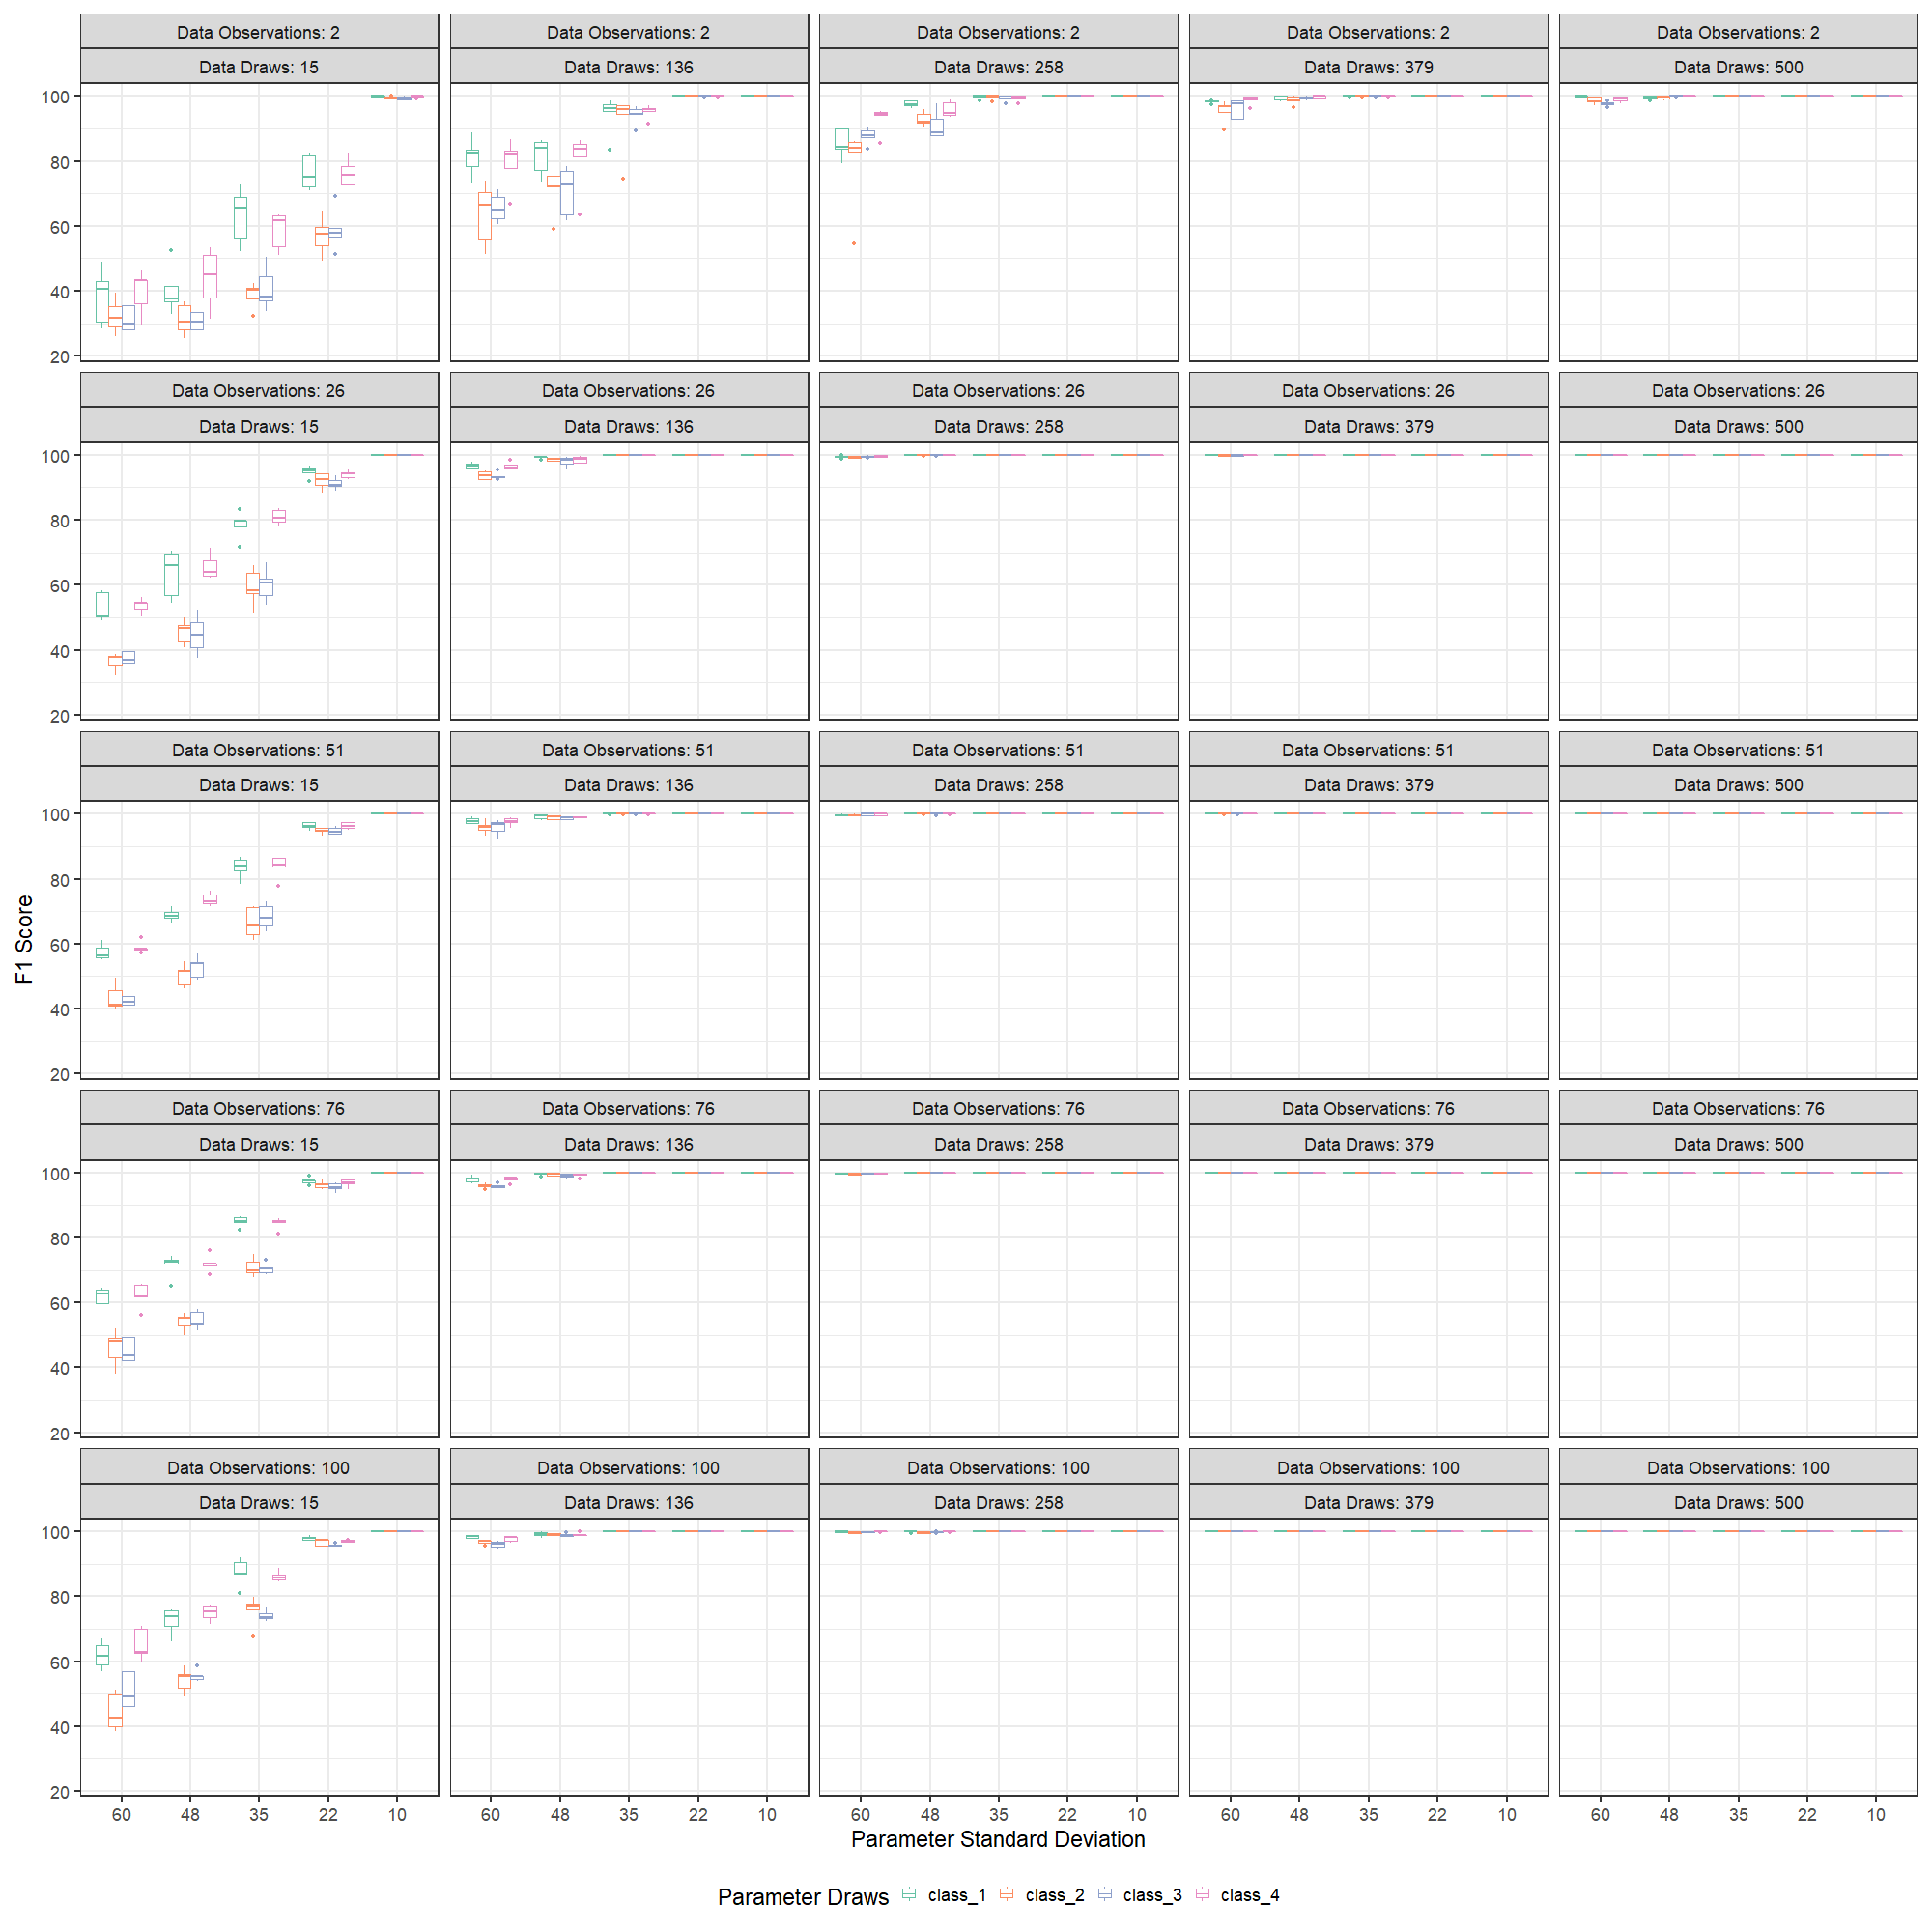 Data Observations: 2 Data Observations: 2 Data Observations: 2 Data Observations: 2 Data Observations: 2
Data Draws: 15 Data Draws: 136 Data Draws: 258 Data Draws: 379 Data Draws: 500
100
80
60
40
20
Data Observations: 26 Data Observations: 26 Data Observations: 26 Data Observations: 26 Data Observations: 26
Data Draws: 15 Data Draws: 136 Data Draws: 258 Data Draws: 379 Data Draws: 500
100
80
60
40
20
Data Observations: 51 Data Observations: 51 Data Observations: 51 Data Observations: 51 Data Observations: 51
Data Draws: 15 Data Draws: 136 Data Draws: 258 Data Draws: 379 Data Draws: 500
100
80
60
40
20
F1 Score
Data Observations: 76 Data Observations: 76 Data Observations: 76 Data Observations: 76 Data Observations: 76
Data Draws: 15 Data Draws: 136 Data Draws: 258 Data Draws: 379 Data Draws: 500
100
80
60
40
20
Data Observations: 100 Data Observations: 100 Data Observations: 100 Data Observations: 100 Data Observations: 100
Data Draws: 15 Data Draws: 136 Data Draws: 258 Data Draws: 379 Data Draws: 500
100
80
60
40
20
60 48 35 22 10 60 48 35 22 10 60 48 35 22 10 60 48 35 22 10 60 48 35 22 10
Parameter Standard Deviation
Parameter Draws class_1 class_2 class_3 class_4